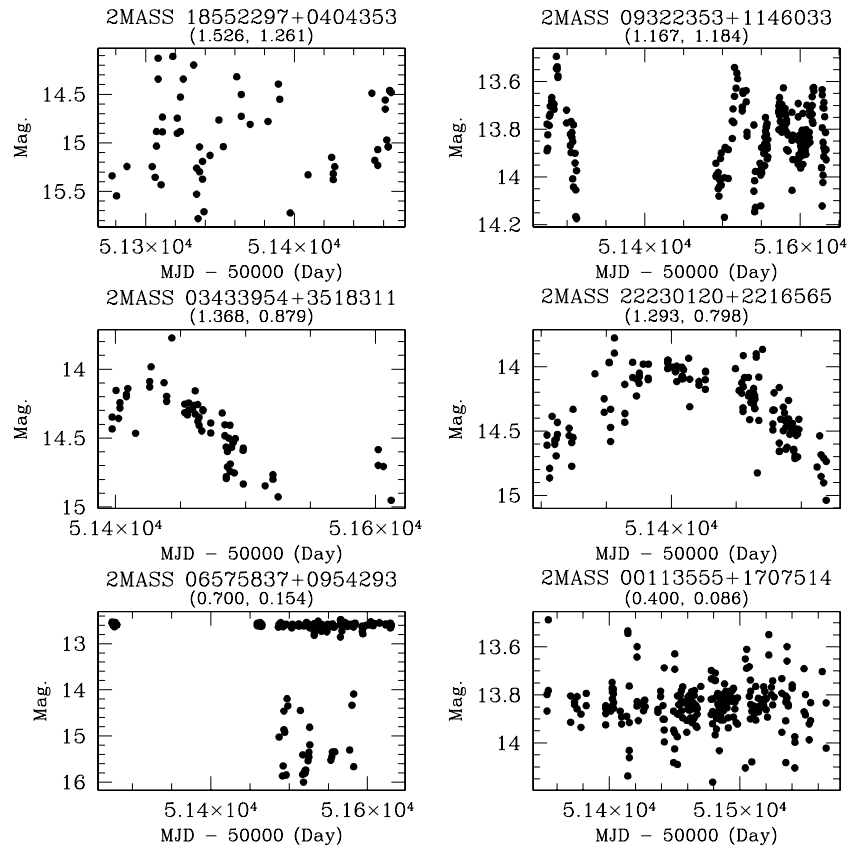 2MASS 18552297+0404353
(1.526, 1.261)
14.5
15
15.5
Mag.
5.13×10⁴
5.14×10⁴
MJD − 50000 (Day)
2MASS 09322353+1146033
(1.167, 1.184)
13.6
13.8
14
14.2
Mag.
5.14×10⁴
5.16×10⁴
MJD − 50000 (Day)
2MASS 03433954+3518311
(1.368, 0.879)
14
14.5
15
Mag.
5.14×10⁴
5.16×10⁴
MJD − 50000 (Day)
2MASS 22230120+2216565
(1.293, 0.798)
14
14.5
15
Mag.
5.14×10⁴
MJD − 50000 (Day)
2MASS 06575837+0954293
(0.700, 0.154)
13
14
15
16
Mag.
5.14×10⁴
5.16×10⁴
MJD − 50000 (Day)
2MASS 00113555+1707514
(0.400, 0.086)
13.6
13.8
14
Mag.
5.14×10⁴
5.15×10⁴
MJD − 50000 (Day)